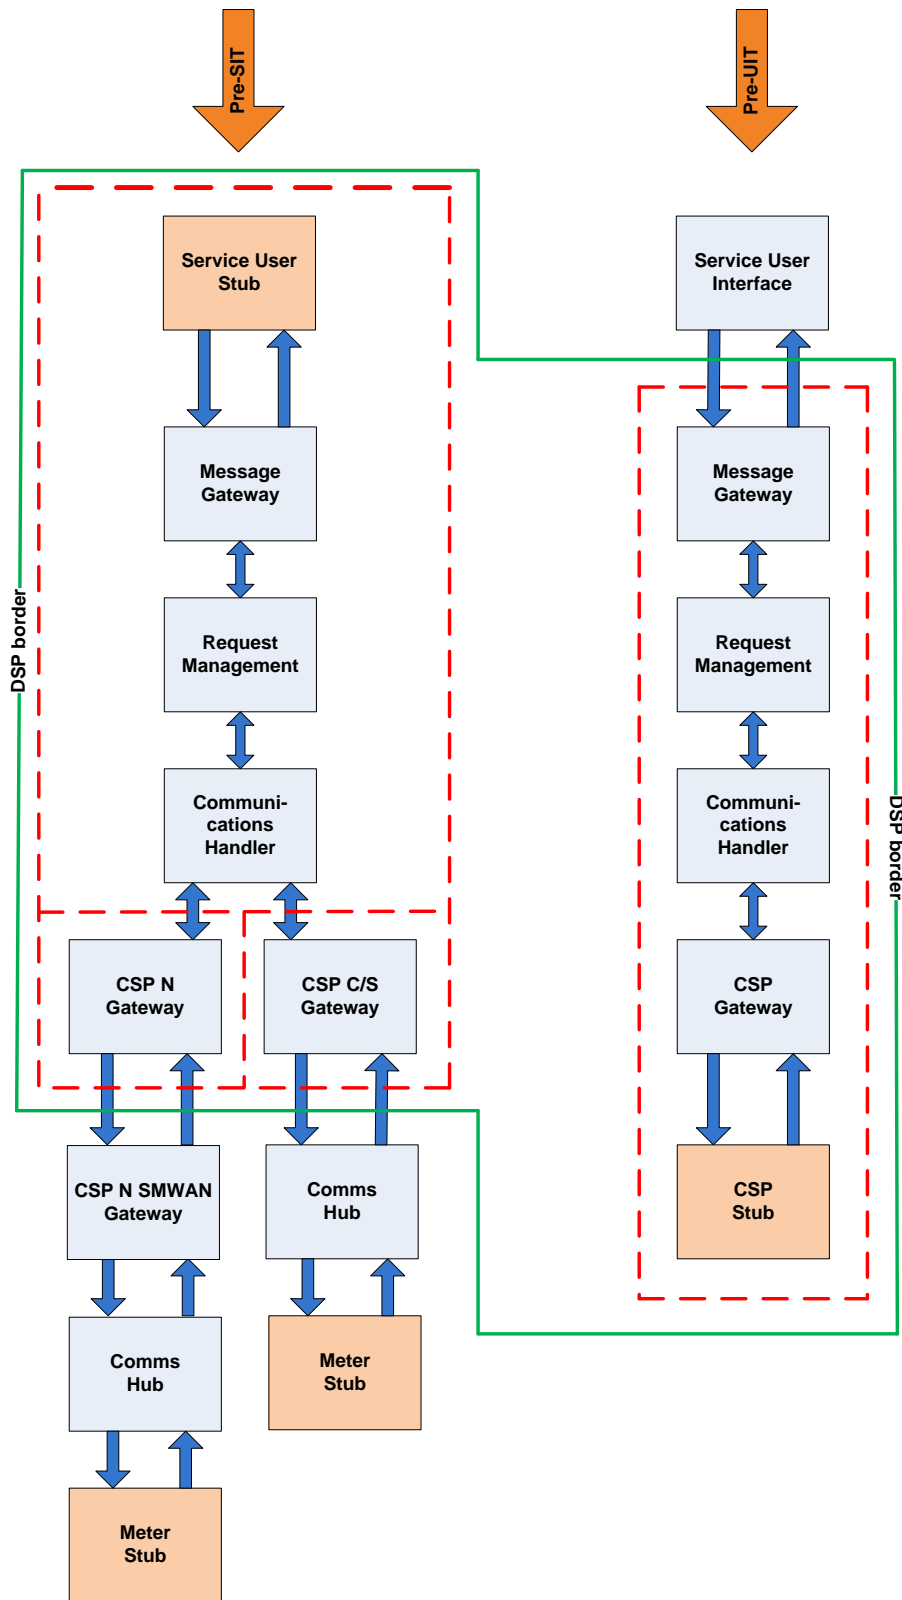 Pre-SIT
Pre-UIT
Service User
Stub
Service User
Interface
Message
Gateway
Message
Gateway
DSP border
Request
Management
Request
Management
Communi-
cations
Handler
Communi-
cations
Handler
DSP border
CSP N
Gateway
CSP C/S
Gateway
CSP
Gateway
CSP N SMWAN
Gateway
Comms
Hub
CSP
Stub
Comms
Hub
Meter
Stub
Meter
Stub